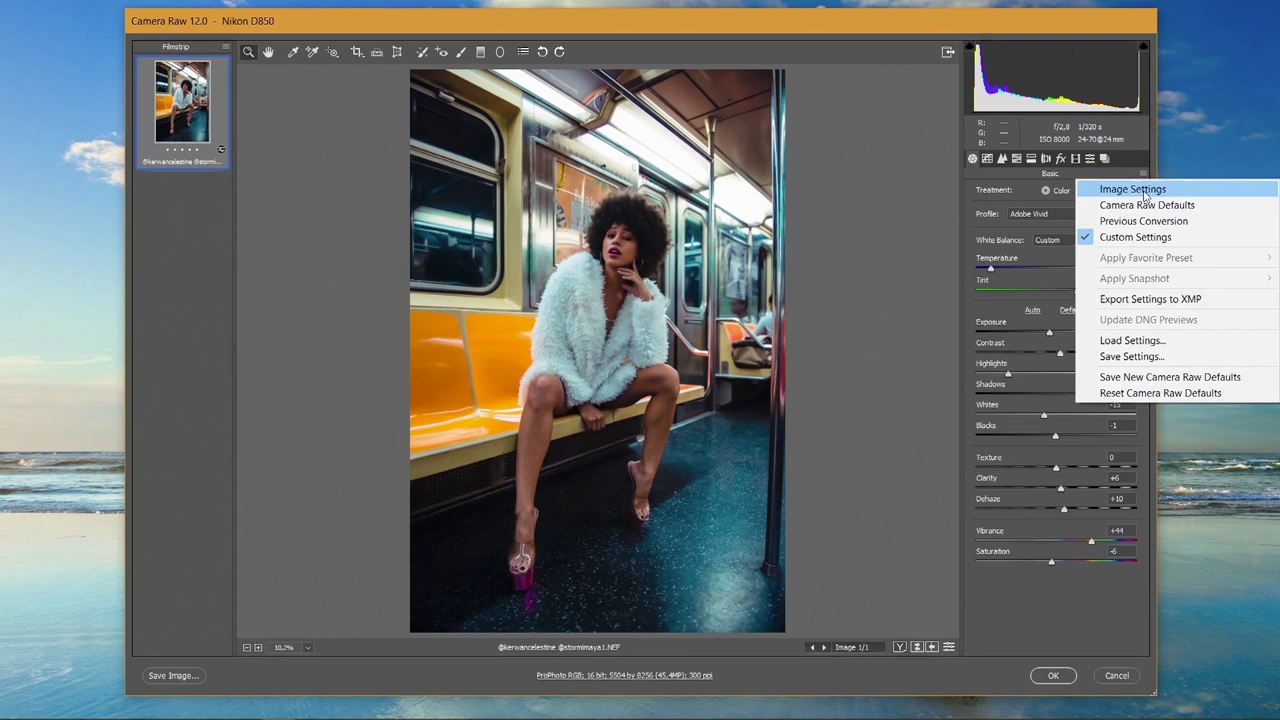 Camera Raw 12.0 - Nikon D850
Filmstrip
@kerwancelestine @stormi...
R: ---
G: ---
B: ---
f/2,8 1/320 s
ISO 8000 24-70@24 mm
fx
Basic
Treatment: Color
Profile: Adobe Vivid
White Balance: Custom
Temperature
Tint
Auto Defa
Exposure
Contrast
Highlights
Shadows
Whites -15
Blacks -1
Texture 0
Clarity +6
Dehaze +10
Vibrance +44
Saturation -6
Image Settings
Camera Raw Defaults
Previous Conversion
Custom Settings
Apply Favorite Preset
Apply Snapshot
Export Settings to XMP
Update DNG Previews
Load Settings...
Save Settings...
Save New Camera Raw Defaults
Reset Camera Raw Defaults
10,2%
@kerwancelestine @stormimaya1.NEF
Image 1/1
Y
Save Image...
ProPhoto RGB; 16 bit; 5504 by 8256 (45,4MP); 300 ppi
OK
Cancel